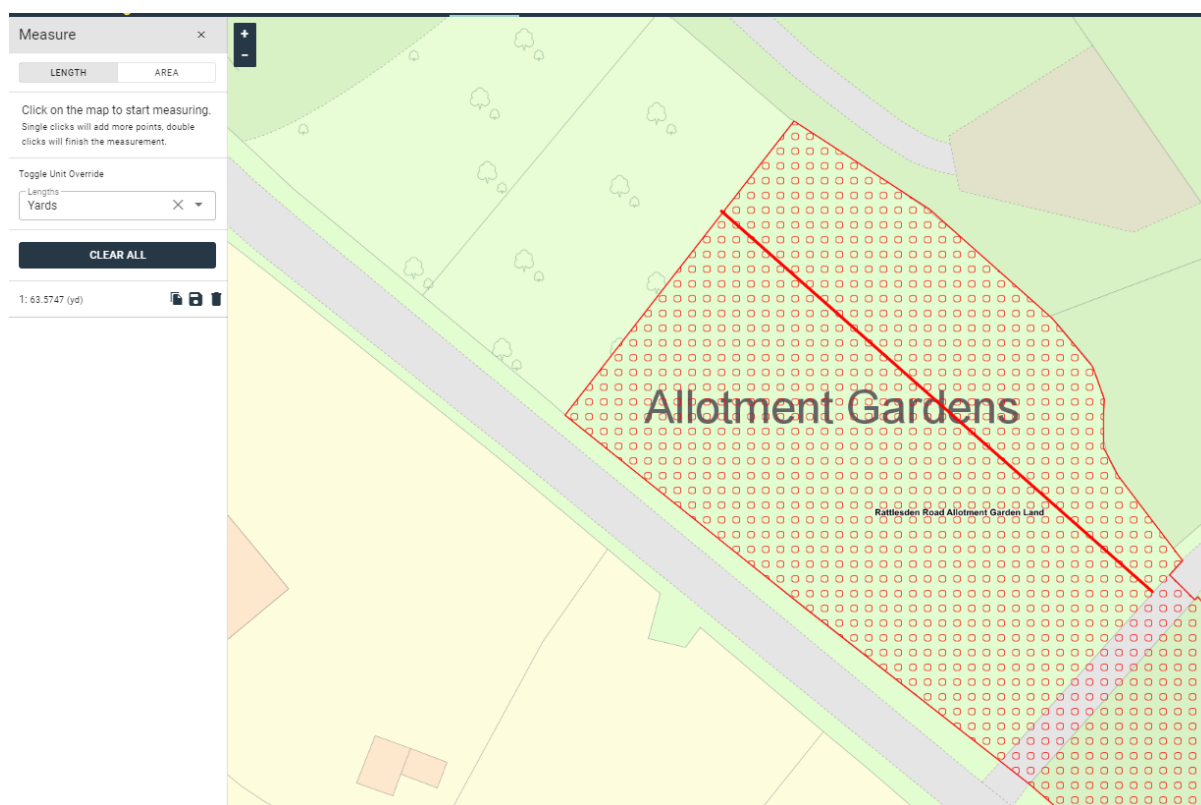 Measure ×
LENGTH AREA
Click on the map to start measuring.
Single clicks will add more points, double
clicks will finish the measurement.
Toggle Unit Override
Lengths
Yards
CLEAR ALL
1: 63.5747 (yd)
+
-
Allotment Gardens
Rattlesden Road Allotment Garden Land